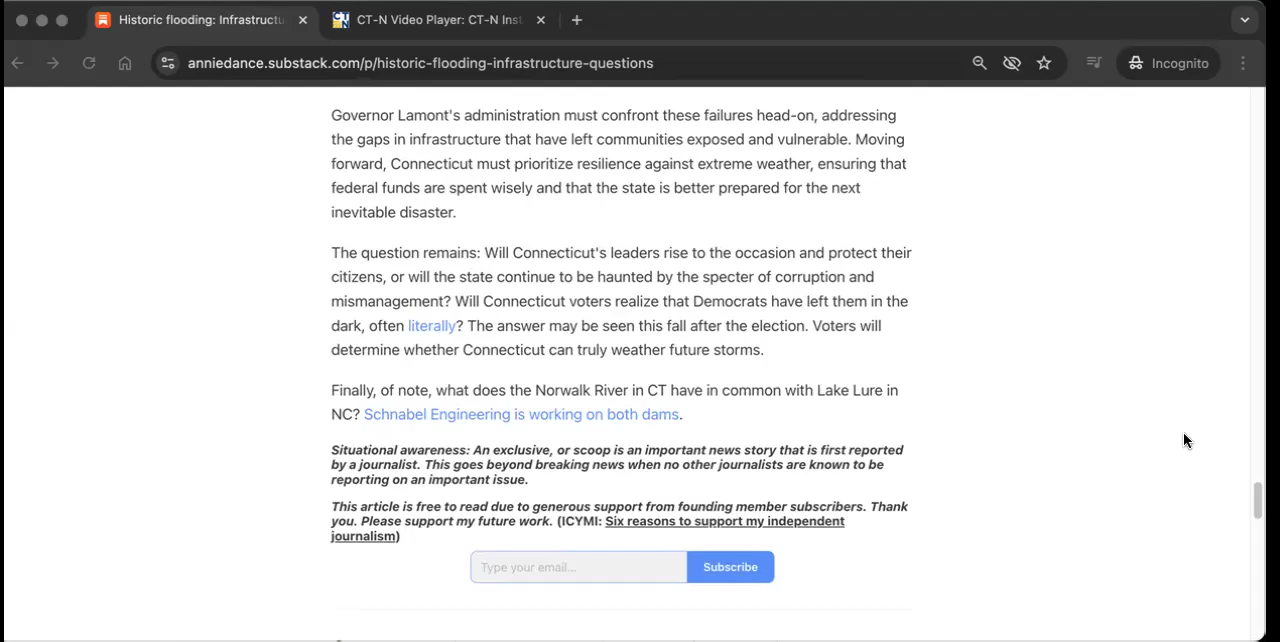 Historic flooding: Infrastructu
CT-N Video Player: CT-N Inst
anniedance.substack.com/p/historic-flooding-infrastructure-questions
Incognito
Governor Lamont's administration must confront these failures head-on, addressing
the gaps in infrastructure that have left communities exposed and vulnerable. Moving
forward, Connecticut must prioritize resilience against extreme weather, ensuring that
federal funds are spent wisely and that the state is better prepared for the next
inevitable disaster.
The question remains: Will Connecticut's leaders rise to the occasion and protect their
citizens, or will the state continue to be haunted by the specter of corruption and
mismanagement? Will Connecticut voters realize that Democrats have left them in the
dark, often literally? The answer may be seen this fall after the election. Voters will
determine whether Connecticut can truly weather future storms.
Finally, of note, what does the Norwalk River in CT have in common with Lake Lure in
NC? Schnabel Engineering is working on both dams.
Situational awareness: An exclusive, or scoop is an important news story that is first reported
by a journalist. This goes beyond breaking news when no other journalists are known to be
reporting on an important issue.
This article is free to read due to generous support from founding member subscribers. Thank
you. Please support my future work. (ICYMI: Six reasons to support my independent
journalism)
Type your email...
Subscribe